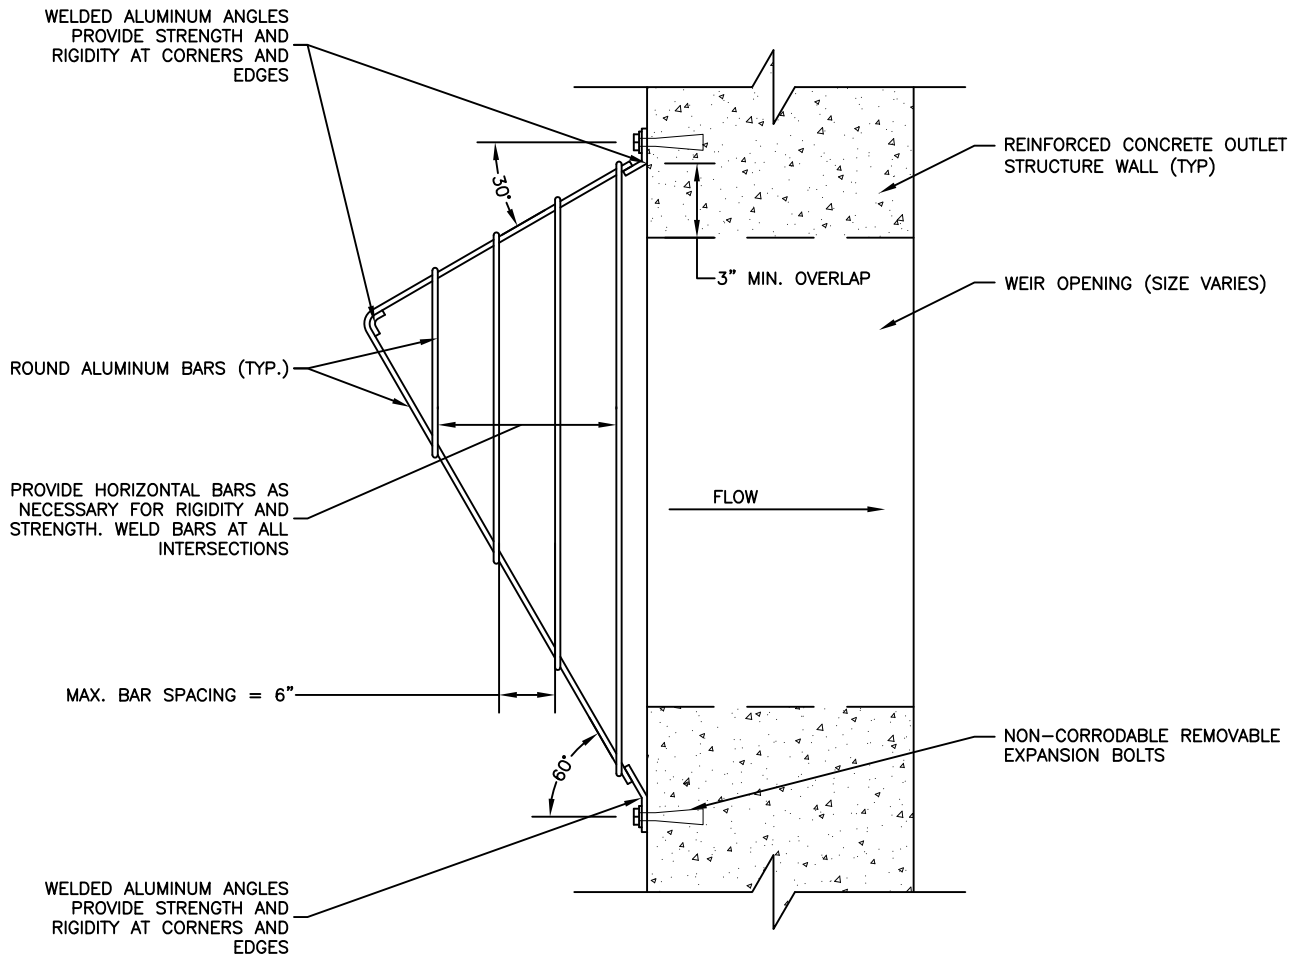 WELDED ALUMINUM ANGLES
PROVIDE STRENGTH AND
RIGIDITY AT CORNERS AND
EDGES
30°
REINFORCED CONCRETE OUTLET
STRUCTURE WALL (TYP)
3" MIN. OVERLAP
WEIR OPENING (SIZE VARIES)
ROUND ALUMINUM BARS (TYP.)
PROVIDE HORIZONTAL BARS AS
NECESSARY FOR RIGIDITY AND
STRENGTH. WELD BARS AT ALL
INTERSECTIONS
FLOW
MAX. BAR SPACING = 6"
60°
NON-CORRODABLE REMOVABLE
EXPANSION BOLTS
WELDED ALUMINUM ANGLES
PROVIDE STRENGTH AND
RIGIDITY AT CORNERS AND
EDGES